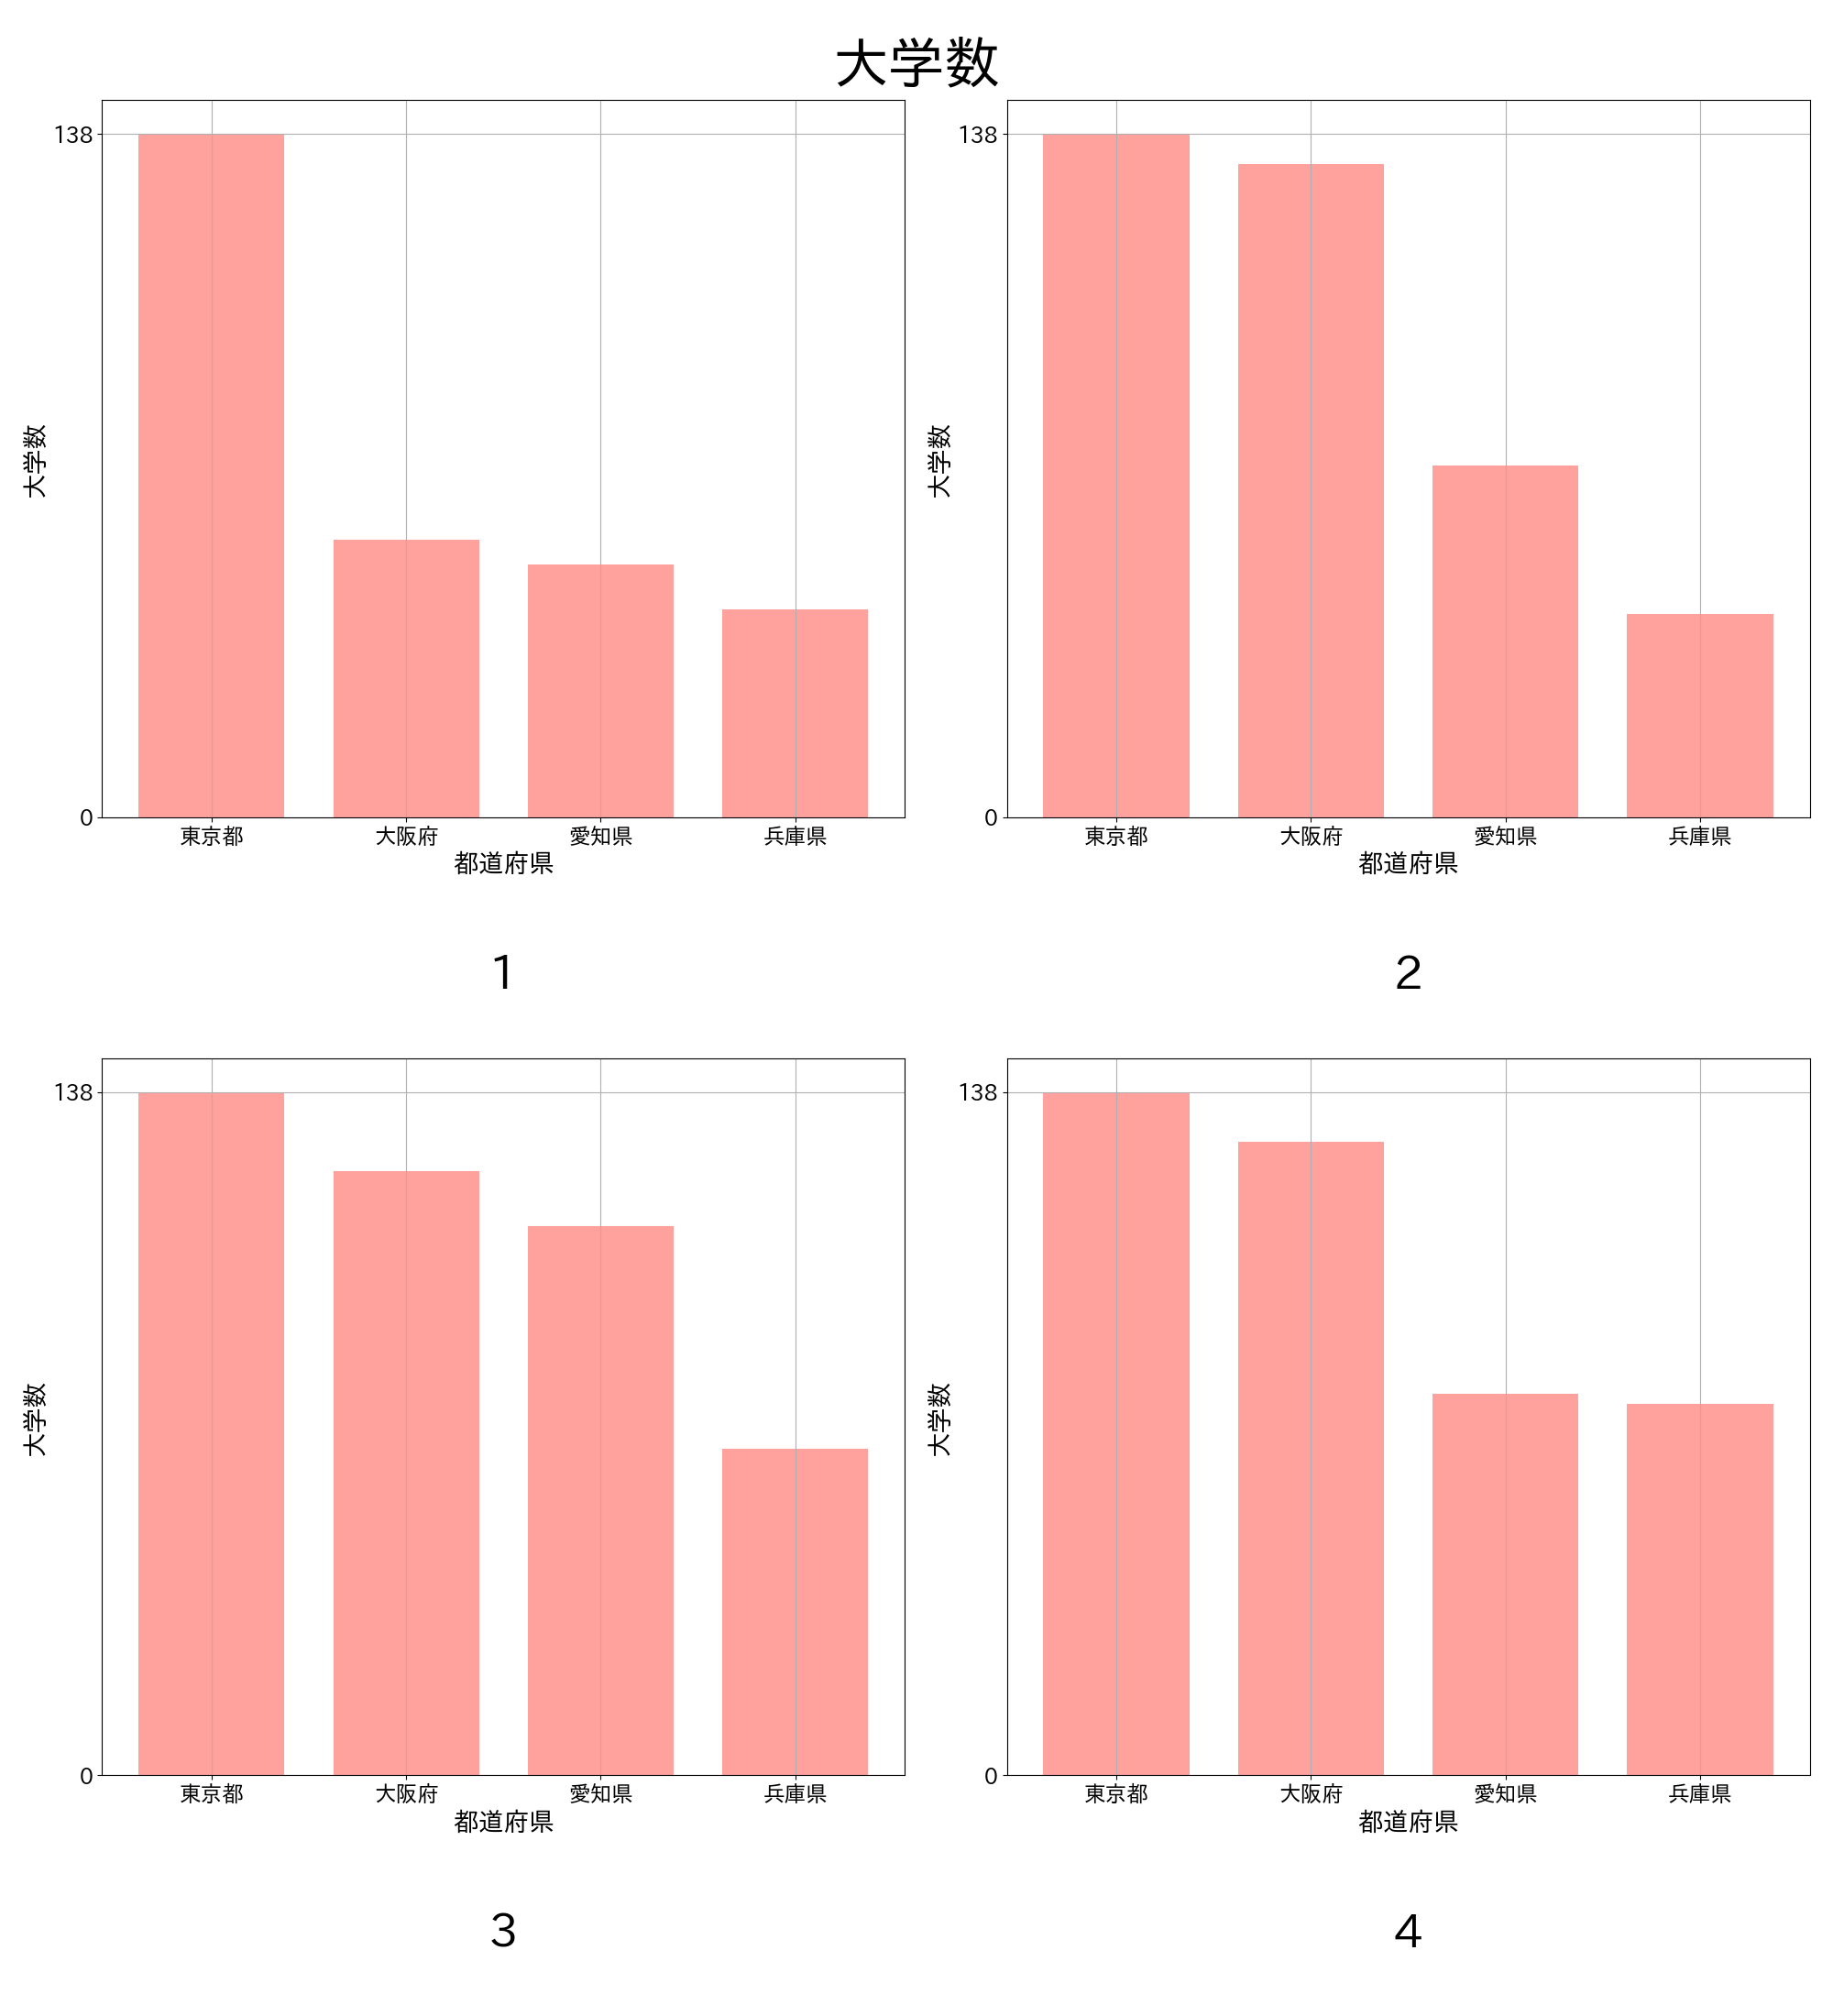 大学数
138
0
大学数
東京都 大阪府 愛知県 兵庫県
都道府県
1
138
0
大学数
東京都 大阪府 愛知県 兵庫県
都道府県
2
138
0
大学数
東京都 大阪府 愛知県 兵庫県
都道府県
3
138
0
大学数
東京都 大阪府 愛知県 兵庫県
都道府県
4